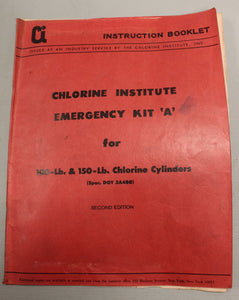 INSTRUCTION BOOKLET
ISSUED AS AN INDUSTRY SERVICE BY THE CHLORINE INSTITUTE, INC.
CHLORINE INSTITUTE
EMERGENCY KIT 'A'
for
100-Lb. & 150-Lb. Chlorine Cylinders
(Spec. DOT 3A480)
SECOND EDITION